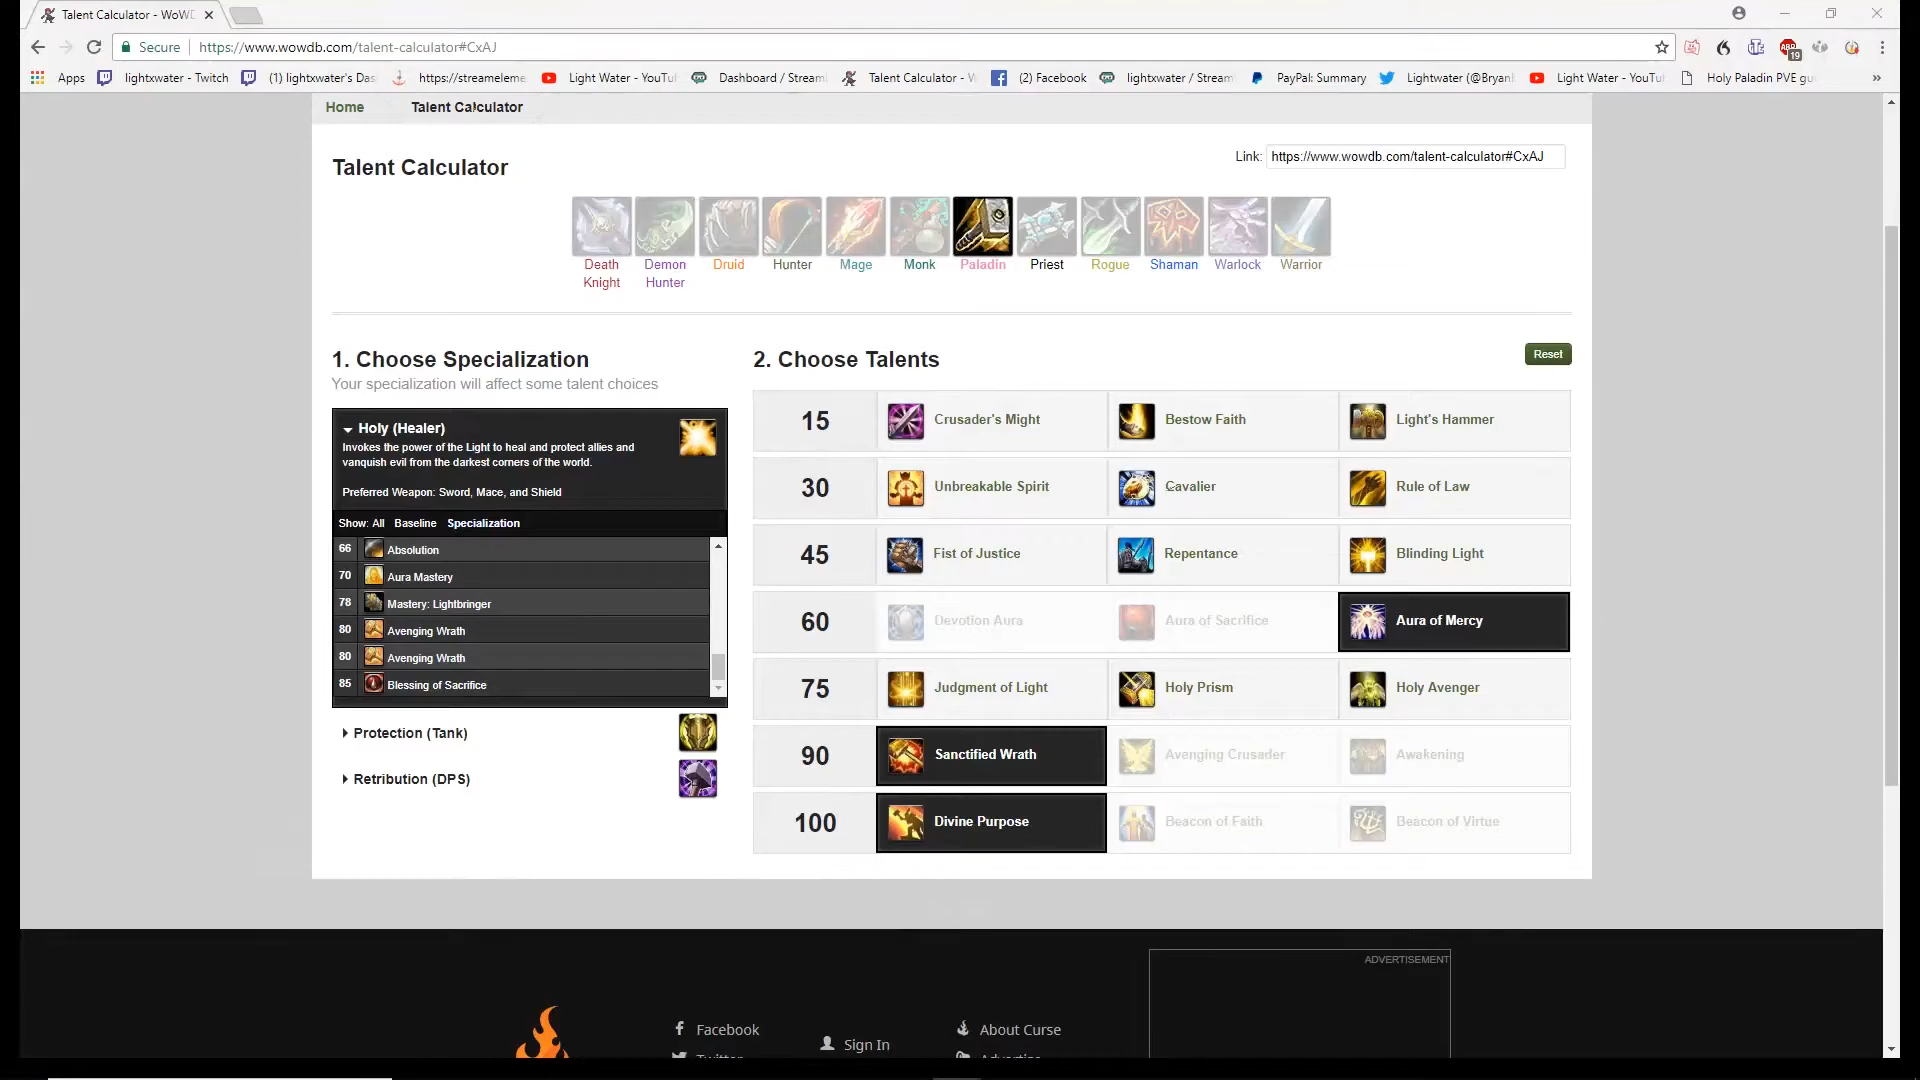 Talent Calculator - WoWD
Secure https://www.wowdb.com/talent-calculator#CxAJ
ABP
19
Apps lightxwater - Twitch (1) lightxwater's Das https://streameleme Light Water - YouTu Dashboard / Streaml Talent Calculator - W (2) Facebook lightxwater / Stream PayPal: Summary Lightwater (@Bryanl Light Water - YouTu Holy Paladin PVE gu »
Home Talent Calculator
Talent Calculator
Link: https://www.wowdb.com/talent-calculator#CxAJ
Death Knight
Demon Hunter
Druid
Hunter
Mage
Monk
Paladin
Priest
Rogue
Shaman
Warlock
Warrior
1. Choose Specialization
Your specialization will affect some talent choices
Holy (Healer)
Invokes the power of the Light to heal and protect allies and
vanquish evil from the darkest corners of the world.
Preferred Weapon: Sword, Mace, and Shield
Show: All Baseline Specialization
66 Absolution
70 Aura Mastery
78 Mastery: Lightbringer
80 Avenging Wrath
80 Avenging Wrath
85 Blessing of Sacrifice
Protection (Tank)
Retribution (DPS)
2. Choose Talents
Reset
15 Crusader's Might Bestow Faith Light's Hammer
30 Unbreakable Spirit Cavalier Rule of Law
45 Fist of Justice Repentance Blinding Light
60 Devotion Aura Aura of Sacrifice Aura of Mercy
75 Judgment of Light Holy Prism Holy Avenger
90 Sanctified Wrath Avenging Crusader Awakening
100 Divine Purpose Beacon of Faith Beacon of Virtue
ADVERTISEMENT
Facebook
Sign In
About Curse
Twitter
Advertise